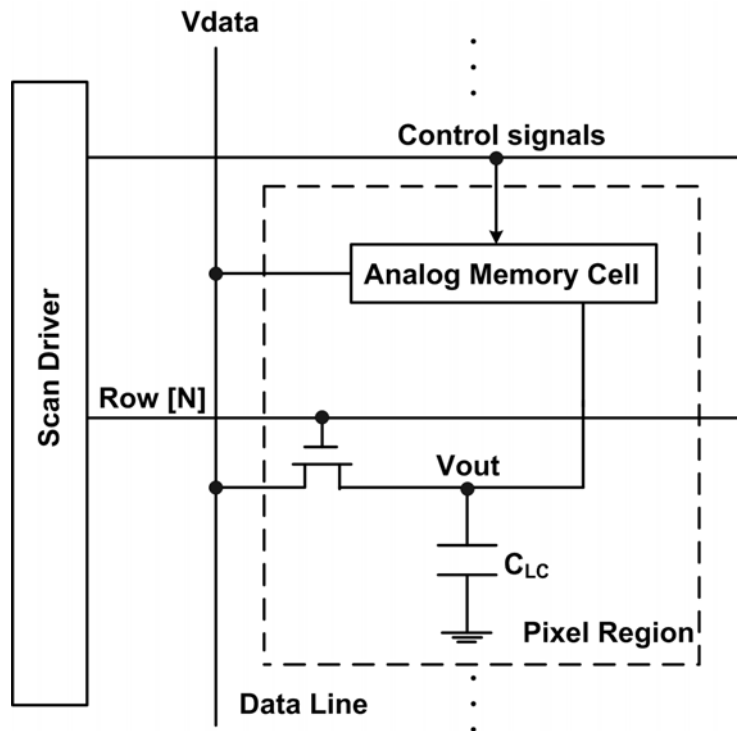 Vdata
Control signals
Analog Memory Cell
Scan Driver
Row [N]
Vout
CLC
Pixel Region
Data Line